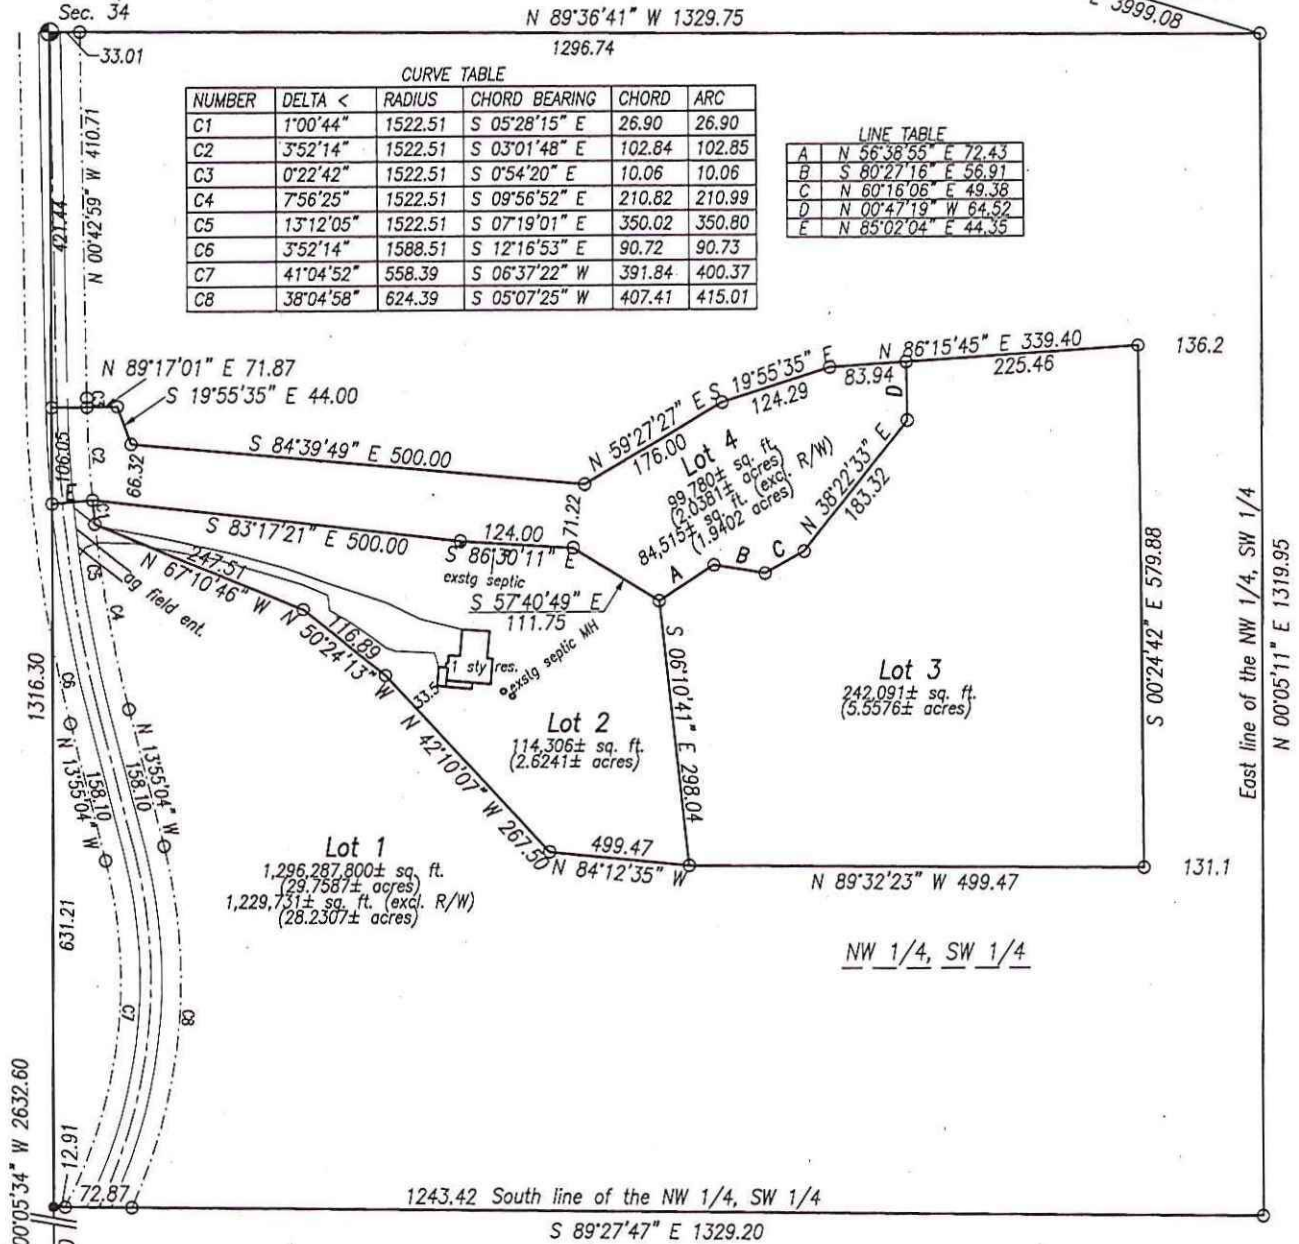 Sec. 34
N 89°36'41" W 1329.75
E 3999.08
33.01
1296.74
CURVE TABLE
NUMBER DELTA < RADIUS CHORD BEARING CHORD ARC
C1 1°00'44" 1522.51 S 05°28'15" E 26.90 26.90
C2 3°52'14" 1522.51 S 03°01'48" E 102.84 102.85
C3 0°22'42" 1522.51 S 0°54'20" E 10.06 10.06
C4 7°56'25" 1522.51 S 09°56'52" E 210.82 210.99
C5 13°12'05" 1522.51 S 07°19'01" E 350.02 350.80
C6 3°52'14" 1588.51 S 12°16'53" E 90.72 90.73
C7 41°04'52" 558.39 S 06°37'22" W 391.84 400.37
C8 38°04'58" 624.39 S 05°07'25" W 407.41 415.01
LINE TABLE
A N 56°38'55" E 72.43
B S 80°27'16" E 56.91
C N 60°16'06" E 49.38
D N 00°47'19" W 64.52
E N 85°02'04" E 44.35
421.44
N 00°42'59" W 410.71
N 89°17'01" E 71.87
S 19°55'35" E 44.00
S 84°39'49" E 500.00
N 59°27'27" E
176.00
S 19°55'35" E
124.29
N 86°15'45" E 339.40
83.94
225.46
136.2
D
C2
106.05
66.32
E
C1
S 83°17'21" E 500.00
124.00
S 86°30'11" E
71.22
exstg septic
S 57°40'49" E
111.75
Lot 4
99,780± sq. ft.
(2.0381± acres)
84,515± sq. ft. (excl. R/W)
(1.9402 acres)
A
B
C
N 38°22'33" E
183.32
247.51
N 67°10'46" W
ag field ent.
C5
C4
116.89
N 50°24'13" W
1 sty res.
33.5
exstg septic MH
S 06°10'41" E 298.04
Lot 3
242,091± sq. ft.
(5.5576± acres)
S 00°24'42" E 579.88
East line of the NW 1/4, SW 1/4
N 00°05'11" E 1319.95
1316.30
C6
N 13°55'04" W
158.10
N 13°55'04" W
158.10
Lot 2
114,306± sq. ft.
(2.6241± acres)
N 42°10'07" W 267.50
499.47
N 84°12'35" W
N 89°32'23" W 499.47
131.1
Lot 1
1,296,287.800± sq. ft.
(29.7587± acres)
1,229,731± sq. ft. (excl. R/W)
(28.2307± acres)
631.21
NW 1/4, SW 1/4
C7
C8
00°05'34" W 2632.60
12.91
72.87
1243.42 South line of the NW 1/4, SW 1/4
S 89°27'47" E 1329.20